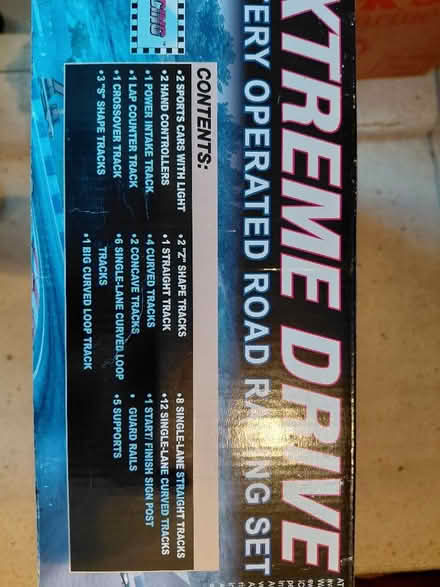 XTREME DRIVE
TERY OPERATED ROAD RACING SET
CONTENTS:
•2 SPORTS CARS WITH LIGHT
•2 HAND CONTROLLERS
•1 POWER INTAKE TRACK
•1 LAP COUNTER TRACK
•1 CROSSOVER TRACK
•3 "S" SHAPE TRACKS
•2 "Z" SHAPE TRACKS
•1 STRAIGHT TRACK
•4 CURVED TRACKS
•2 CONCAVE TRACKS
•6 SINGLE-LANE CURVED LOOP
TRACKS
•1 BIG CURVED LOOP TRACK
•8 SINGLE-LANE STRAIGHT TRACKS
•12 SINGLE-LANE CURVED TRACKS
•1 START/ FINISH SIGN POST
• GUARD RAILS
•5 SUPPORTS